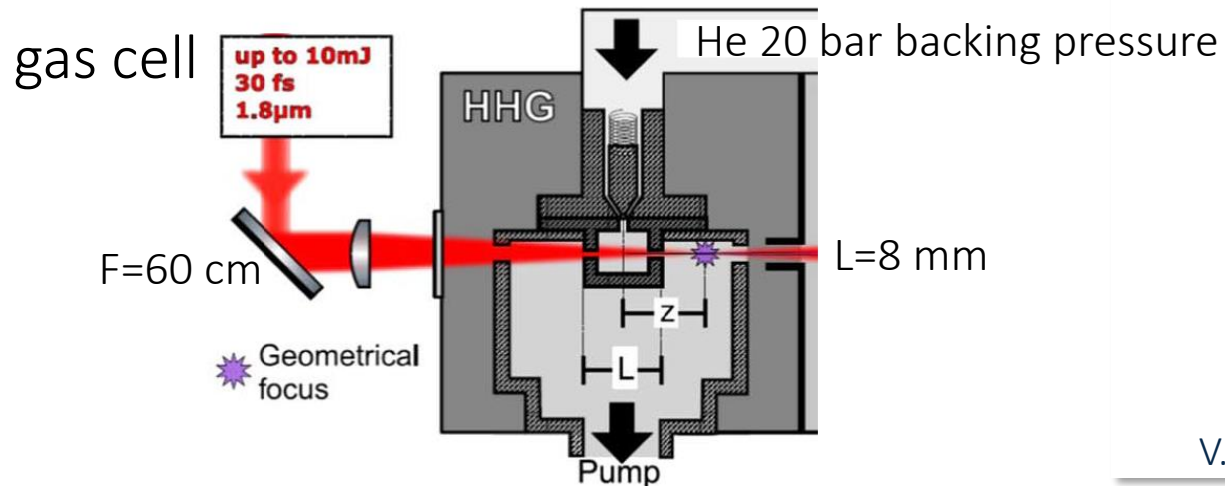 gas cell
up to 10mJ
30 fs
1.8µm
He 20 bar backing pressure
HHG
F=60 cm
L=8 mm
z
Geometrical
focus
L
Pump
V.